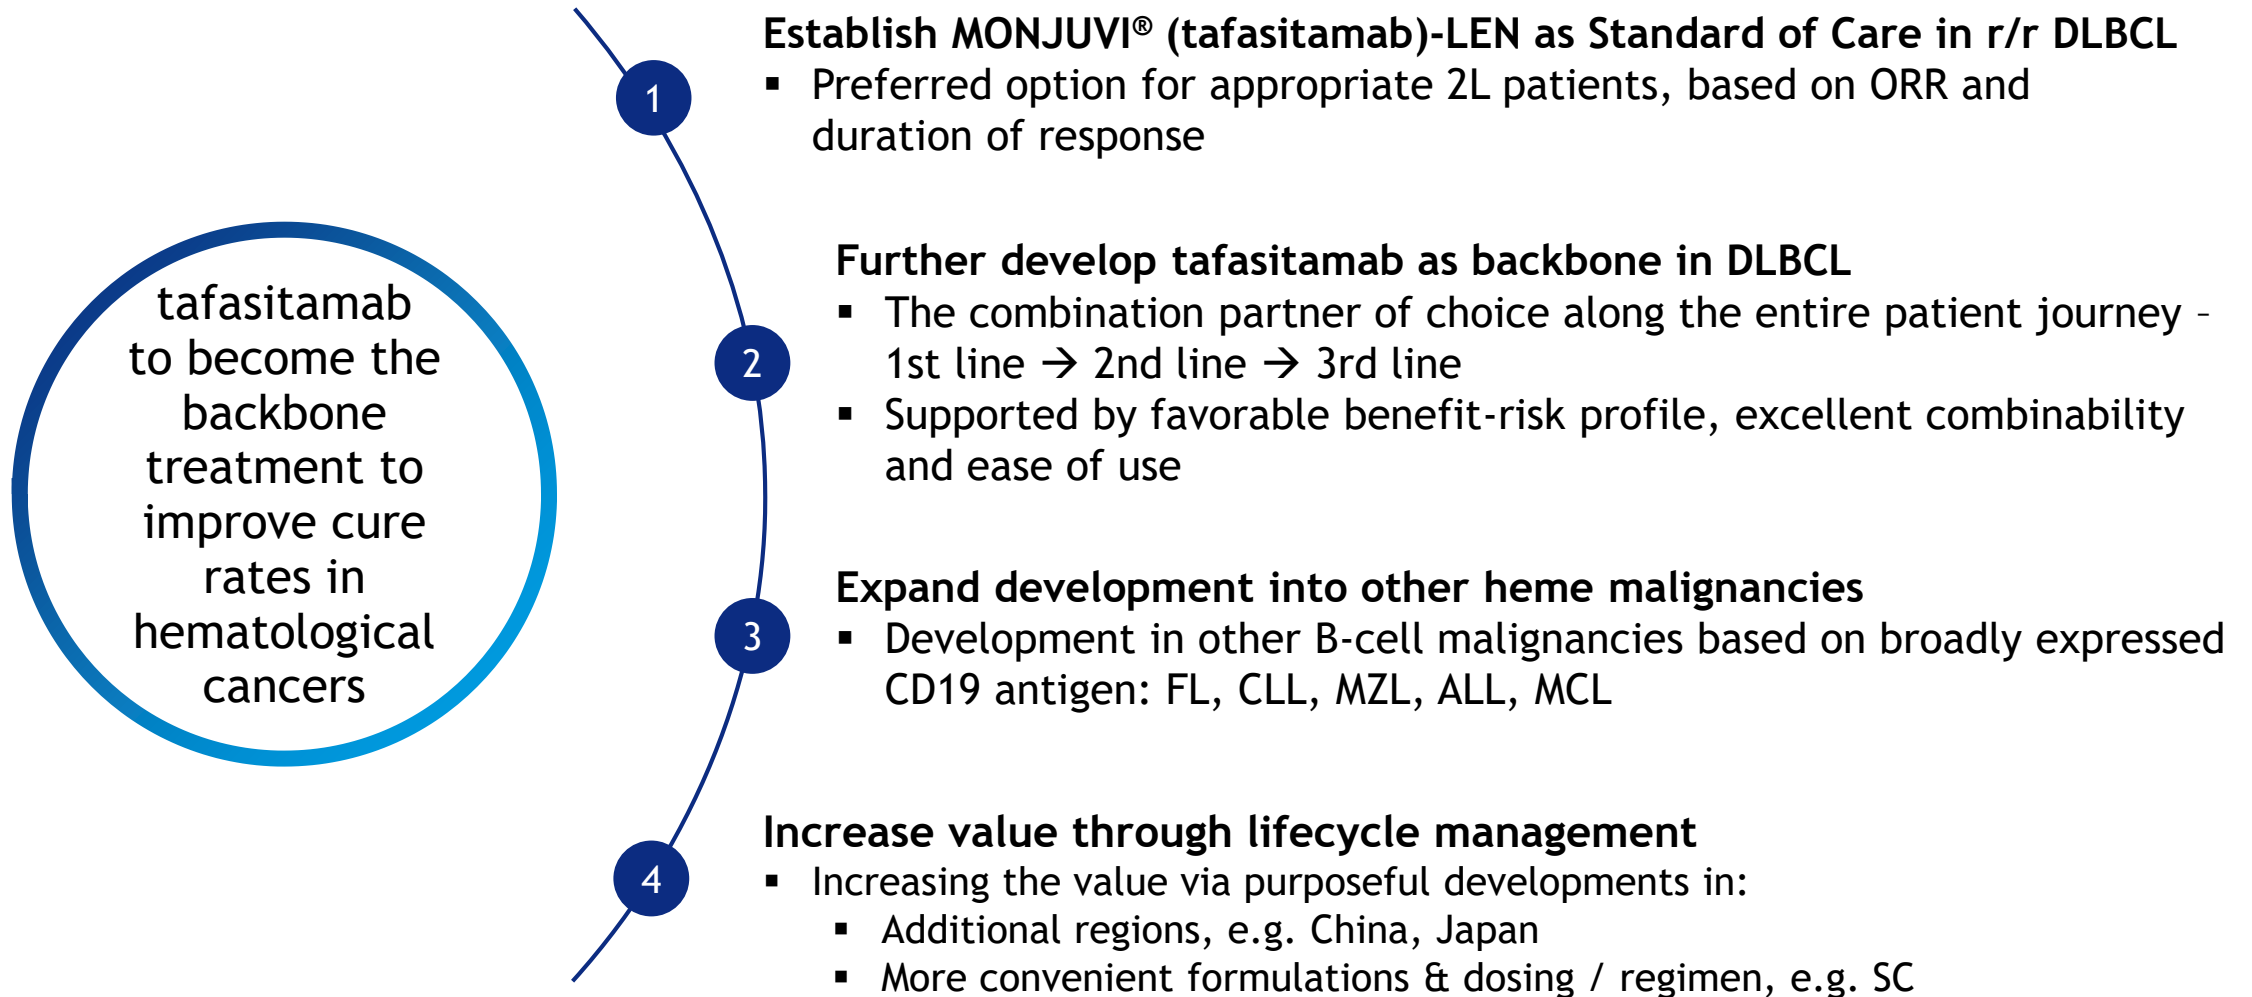 tafasitamab
to become the
backbone
treatment to
improve cure
rates in
hematological
cancers
1
Establish MONJUVI® (tafasitamab)-LEN as Standard of Care in r/r DLBCL
▪ Preferred option for appropriate 2L patients, based on ORR and
duration of response
2
Further develop tafasitamab as backbone in DLBCL
▪ The combination partner of choice along the entire patient journey –
1st line → 2nd line → 3rd line
▪ Supported by favorable benefit-risk profile, excellent combinability
and ease of use
3
Expand development into other heme malignancies
▪ Development in other B-cell malignancies based on broadly expressed
CD19 antigen: FL, CLL, MZL, ALL, MCL
4
Increase value through lifecycle management
▪ Increasing the value via purposeful developments in:
▪ Additional regions, e.g. China, Japan
▪ More convenient formulations & dosing / regimen, e.g. SC